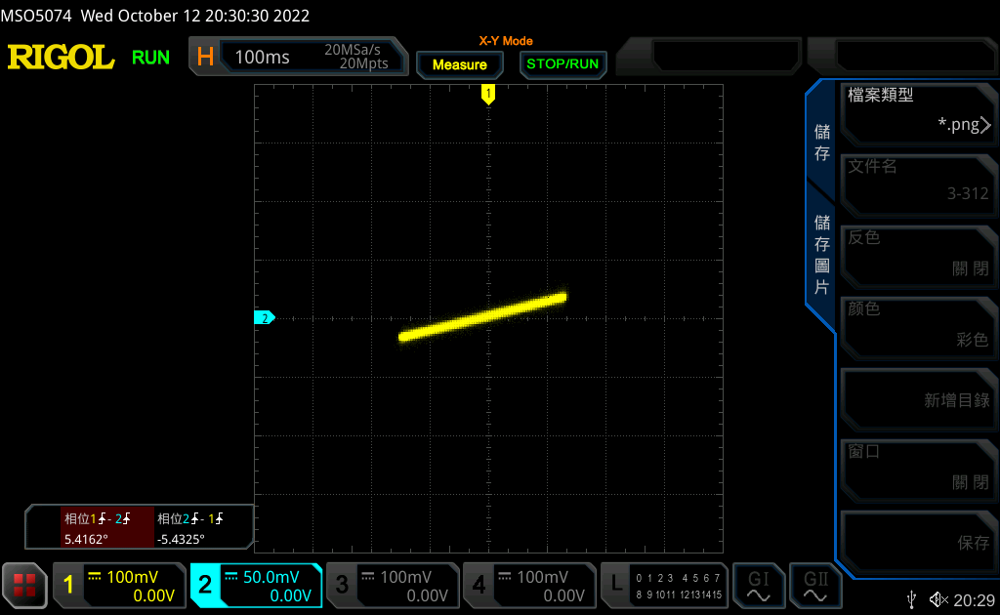 MSO5074 Wed October 12 20:30:30 2022
RIGOL RUN
H 100ms 20MSa/s
20Mpts
X-Y Mode
Measure STOP/RUN
1
2
儲存
儲存圖片
檔案類型
*.png
文件名
3-312
反色
關 閉
颜色
彩色
新增目錄
窗口
關 閉
保存
相位1 - 2 相位2 - 1
5.4162° -5.4325°
1 100mV
0.00V
2 50.0mV
0.00V
3 100mV
0.00V
4 100mV
0.00V
L 0 1 2 3 4 5 6 7
8 9 10 11 12 13 14 15
GI
GII
20:29